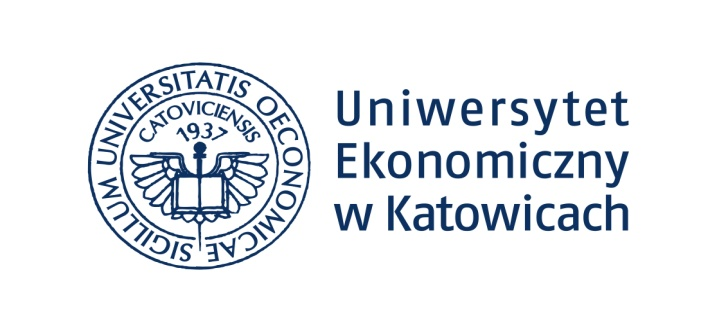 SIGILLUM UNIVERSITATIS OECONOMICAE
CATOVICIENSIS
1937
Uniwersytet
Ekonomiczny
w Katowicach